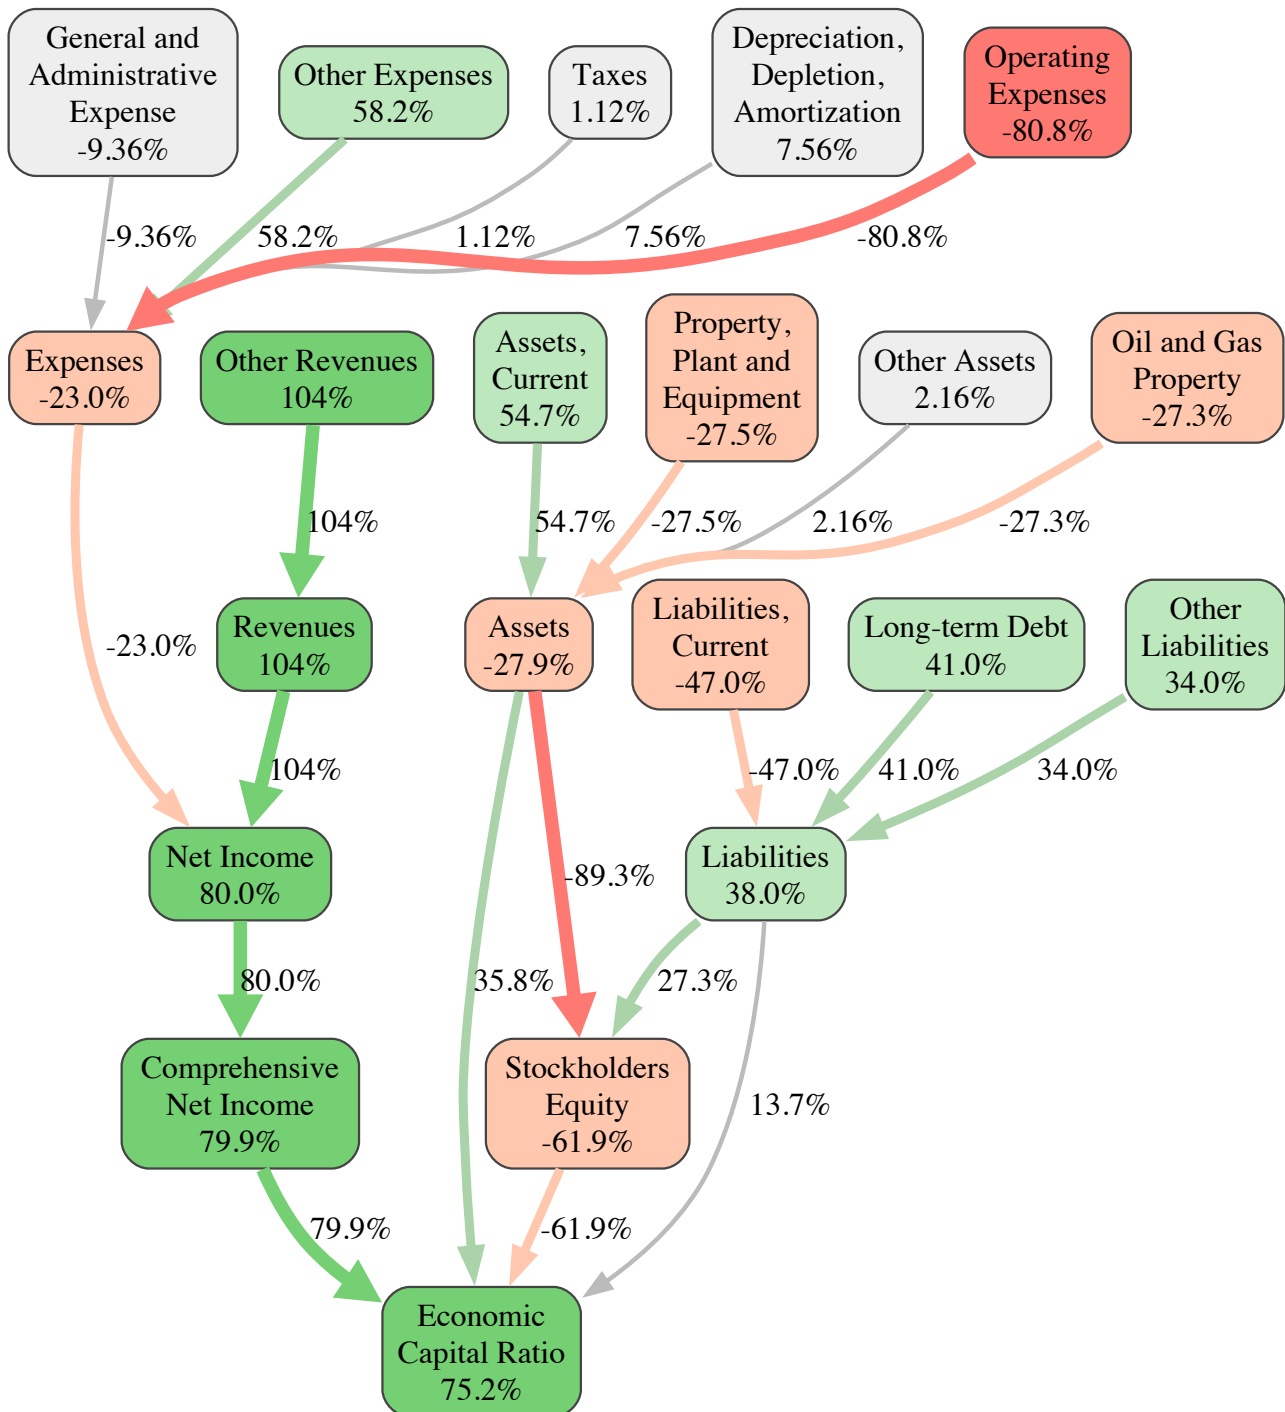 General and
Administrative
Expense
-9.36%
Other Expenses
58.2%
Taxes
1.12%
Depreciation,
Depletion,
Amortization
7.56%
Operating
Expenses
-80.8%
-9.36%
58.2%
1.12%
7.56%
-80.8%
Expenses
-23.0%
Other Revenues
104%
Assets,
Current
54.7%
Property,
Plant and
Equipment
-27.5%
Other Assets
2.16%
Oil and Gas
Property
-27.3%
104%
54.7%
-27.5%
2.16%
-27.3%
-23.0%
Revenues
104%
Assets
-27.9%
Liabilities,
Current
-47.0%
Long-term Debt
41.0%
Other
Liabilities
34.0%
104%
-47.0%
41.0%
34.0%
Net Income
80.0%
-89.3%
Liabilities
38.0%
80.0%
35.8%
27.3%
Comprehensive
Net Income
79.9%
Stockholders
Equity
-61.9%
13.7%
79.9%
-61.9%
Economic
Capital Ratio
75.2%